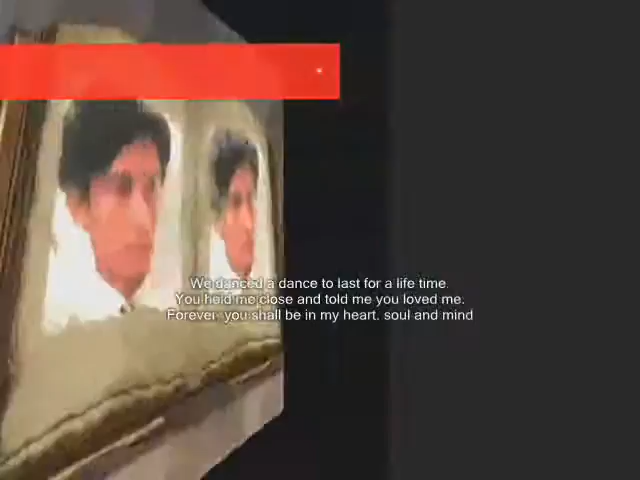 We danced a dance to last for a life time.
You held me close and told me you loved me.
Forever, you shall be in my heart, soul and mind